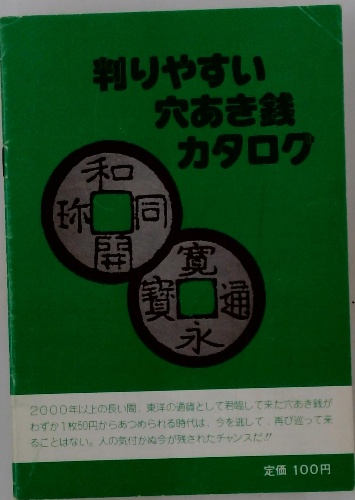 判りやすい
穴あき銭
カタログ
和
同
開
珎
寛
永
通
寳
2000年以上の長い間、東洋の通貨として君臨して来た穴あき銭が
わずか1枚50円からあつめられる時代は、今を逃して、再び巡って来
ることはない。人の気付かぬ今が残されたチャンスだ!!
定価 100円